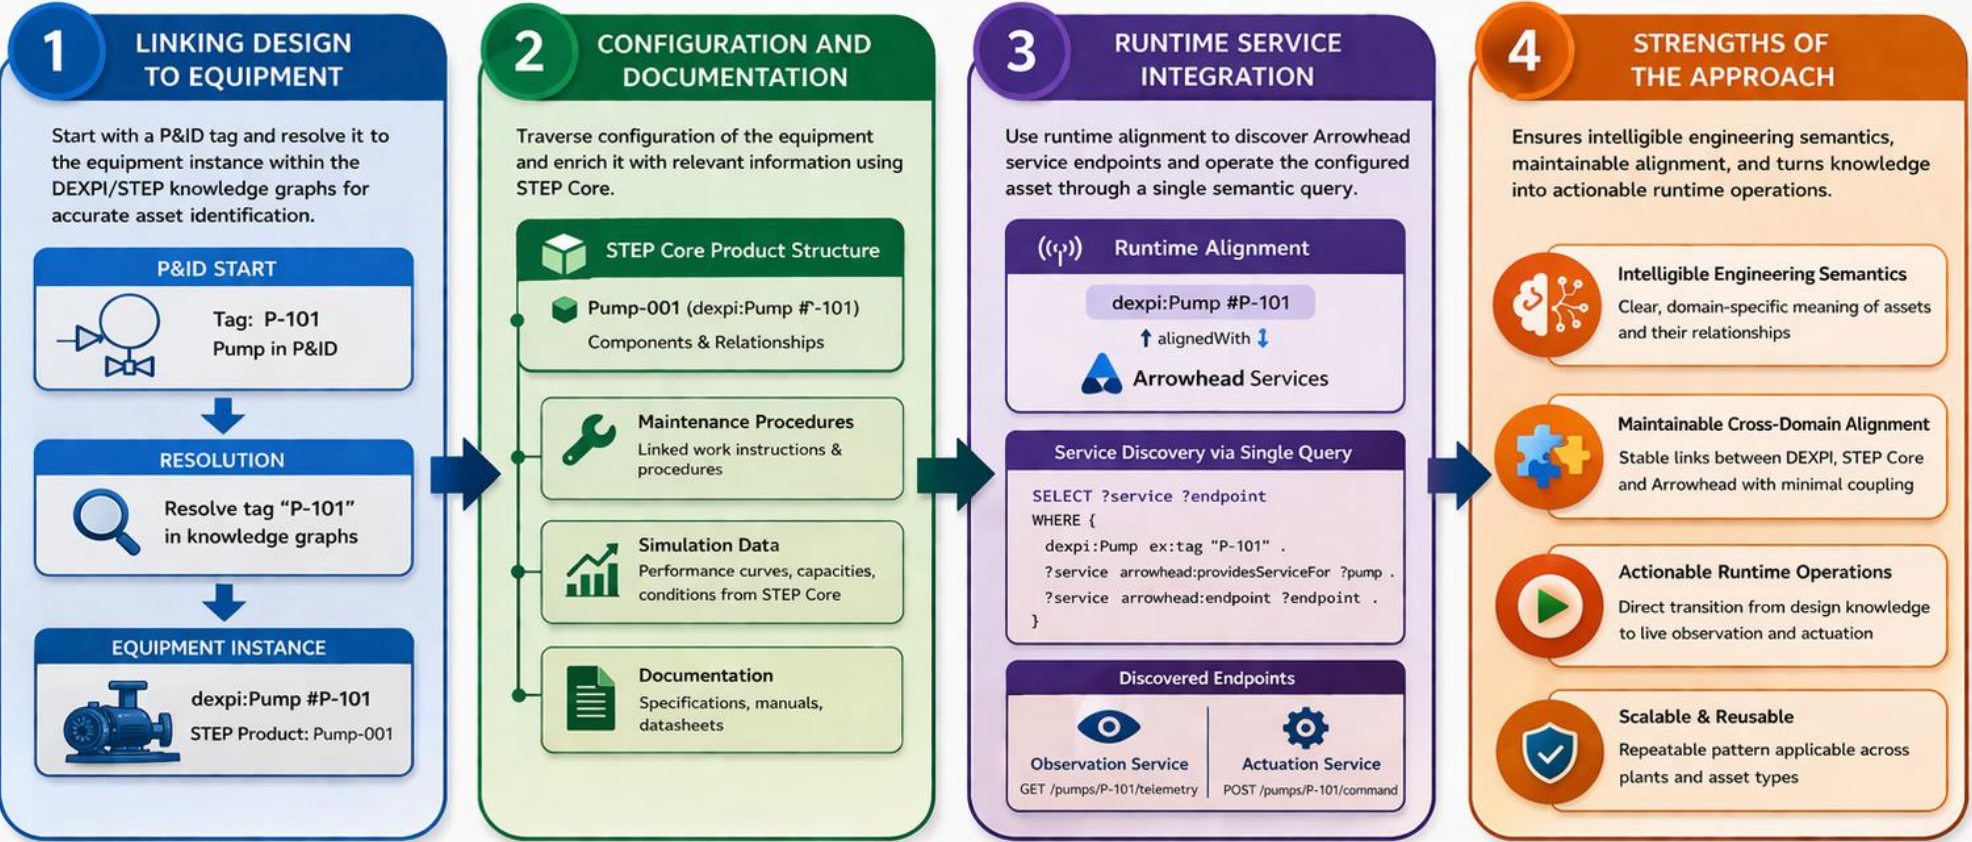 1
LINKING DESIGN
TO EQUIPMENT
Start with a P&ID tag and resolve it to
the equipment instance within the
DEXPI/STEP knowledge graphs for
accurate asset identification.
P&ID START
Tag: P-101
Pump in P&ID
RESOLUTION
Resolve tag “P-101”
in knowledge graphs
EQUIPMENT INSTANCE
dexpi:Pump #P-101
STEP Product: Pump-001
2
CONFIGURATION AND
DOCUMENTATION
Traverse configuration of the equipment
and enrich it with relevant information using
STEP Core.
STEP Core Product Structure
Pump-001 (dexpi:Pump -101)
Components & Relationships
Maintenance Procedures
Linked work instructions &
procedures
Simulation Data
Performance curves, capacities,
conditions from STEP Core
Documentation
Specifications, manuals,
datasheets
3
RUNTIME SERVICE
INTEGRATION
Use runtime alignment to discover Arrowhead
service endpoints and operate the configured
asset through a single semantic query.
Runtime Alignment
dexpi:Pump #P-101
↑ alignedWith ↕
Arrowhead Services
Service Discovery via Single Query
SELECT ?service ?endpoint
WHERE {
dexpi:Pump ex:tag "P-101" .
?service arrowhead:providesServiceFor ?pump .
?service arrowhead:endpoint ?endpoint .
}
Discovered Endpoints
Observation Service
GET /pumps/P-101/telemetry
Actuation Service
POST /pumps/P-101/command
4
STRENGTHS OF
THE APPROACH
Ensures intelligible engineering semantics,
maintainable alignment, and turns knowledge
into actionable runtime operations.
Intelligible Engineering Semantics
Clear, domain-specific meaning of assets
and their relationships
Maintainable Cross-Domain Alignment
Stable links between DEXPI, STEP Core
and Arrowhead with minimal coupling
Actionable Runtime Operations
Direct transition from design knowledge
to live observation and actuation
Scalable & Reusable
Repeatable pattern applicable across
plants and asset types